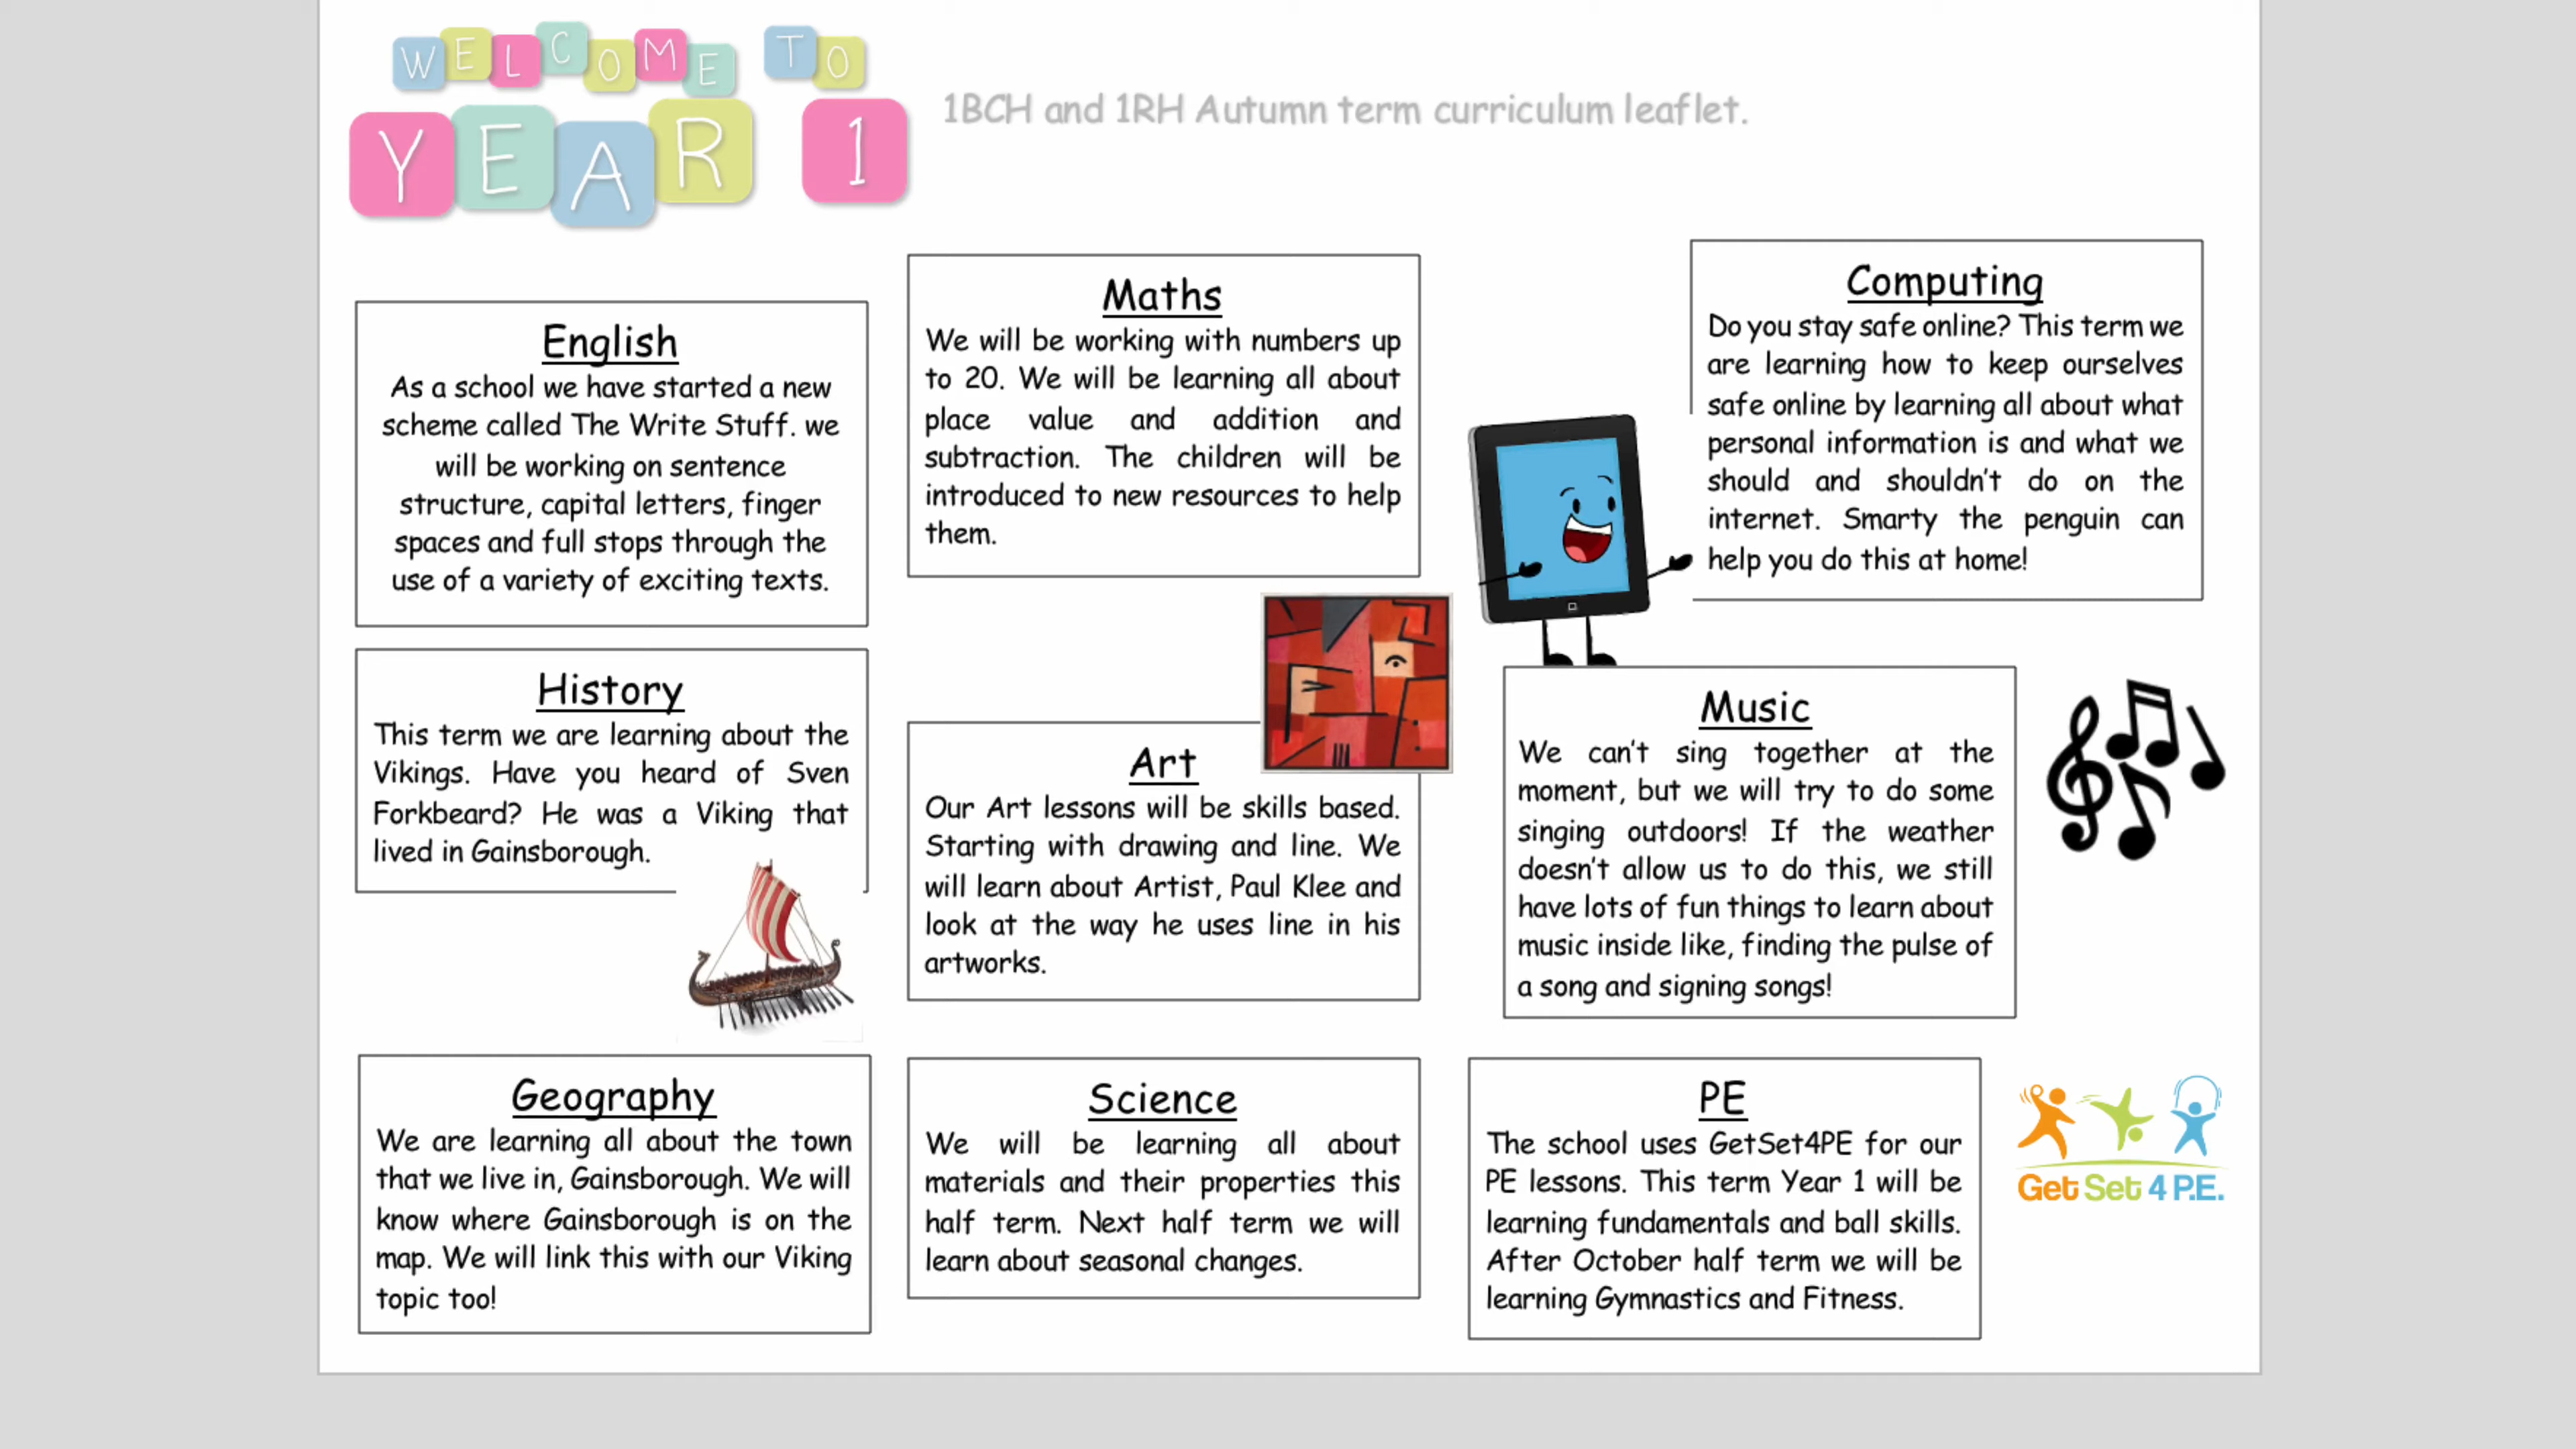 WELCOME TO
YEAR 1
1BCH and 1RH Autumn term curriculum leaflet.
English
As a school we have started a new
scheme called The Write Stuff. we
will be working on sentence
structure, capital letters, finger
spaces and full stops through the
use of a variety of exciting texts.
Maths
We will be working with numbers up
to 20. We will be learning all about
place value and addition and
subtraction. The children will be
introduced to new resources to help
them.
Computing
Do you stay safe online? This term we
are learning how to keep ourselves
safe online by learning all about what
personal information is and what we
should and shouldn't do on the
internet. Smarty the penguin can
help you do this at home!
History
This term we are learning about the
Vikings. Have you heard of Sven
Forkbeard? He was a Viking that
lived in Gainsborough.
Art
Our Art lessons will be skills based.
Starting with drawing and line. We
will learn about Artist, Paul Klee and
look at the way he uses line in his
artworks.
Music
We can't sing together at the
moment, but we will try to do some
singing outdoors! If the weather
doesn't allow us to do this, we still
have lots of fun things to learn about
music inside like, finding the pulse of
a song and signing songs!
Geography
We are learning all about the town
that we live in, Gainsborough. We will
know where Gainsborough is on the
map. We will link this with our Viking
topic too!
Science
We will be learning all about
materials and their properties this
half term. Next half term we will
learn about seasonal changes.
PE
The school uses GetSet4PE for our
PE lessons. This term Year 1 will be
learning fundamentals and ball skills.
After October half term we will be
learning Gymnastics and Fitness.
Get Set 4 P.E.